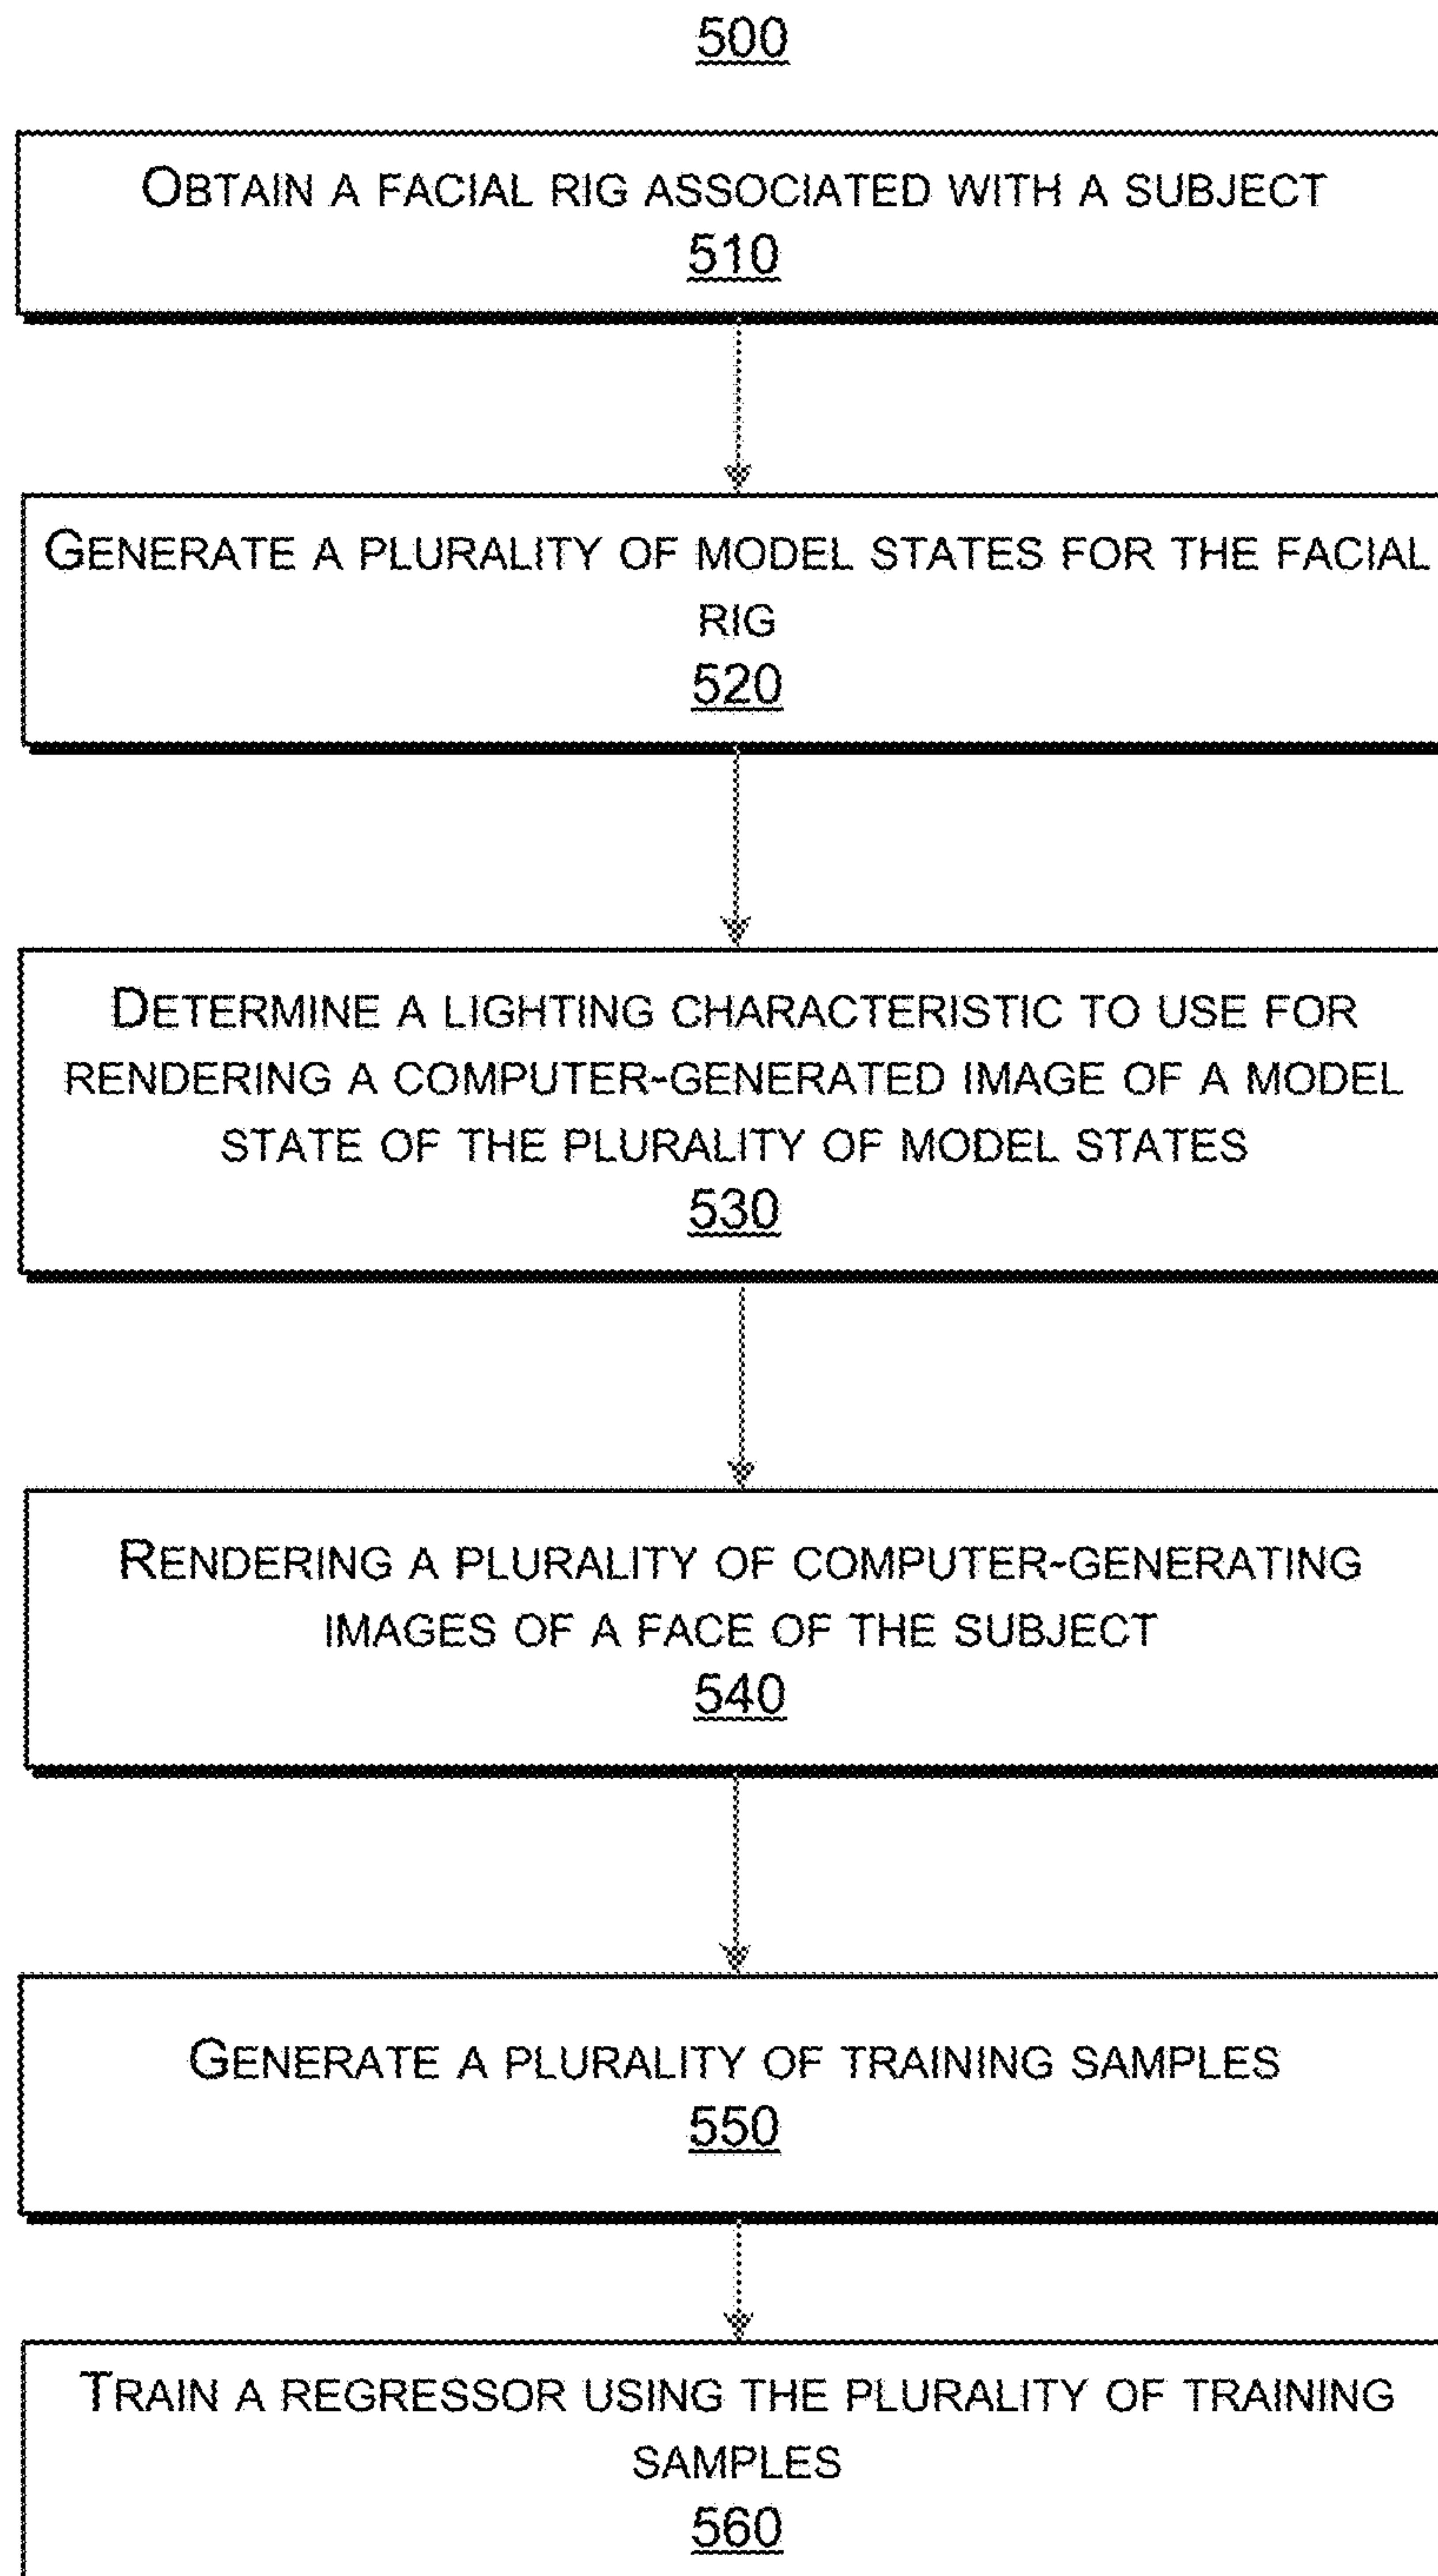 500
OBTAIN A FACIAL RIG ASSOCIATED WITH A SUBJECT
510
GENERATE A PLURALITY OF MODEL STATES FOR THE FACIAL
RIG
520
DETERMINE A LIGHTING CHARACTERISTIC TO USE FOR
RENDERING A COMPUTER-GENERATED IMAGE OF A MODEL
STATE OF THE PLURALITY OF MODEL STATES
530
RENDERING A PLURALITY OF COMPUTER-GENERATING
IMAGES OF A FACE OF THE SUBJECT
540
GENERATE A PLURALITY OF TRAINING SAMPLES
550
TRAIN A REGRESSOR USING THE PLURALITY OF TRAINING
SAMPLES
560